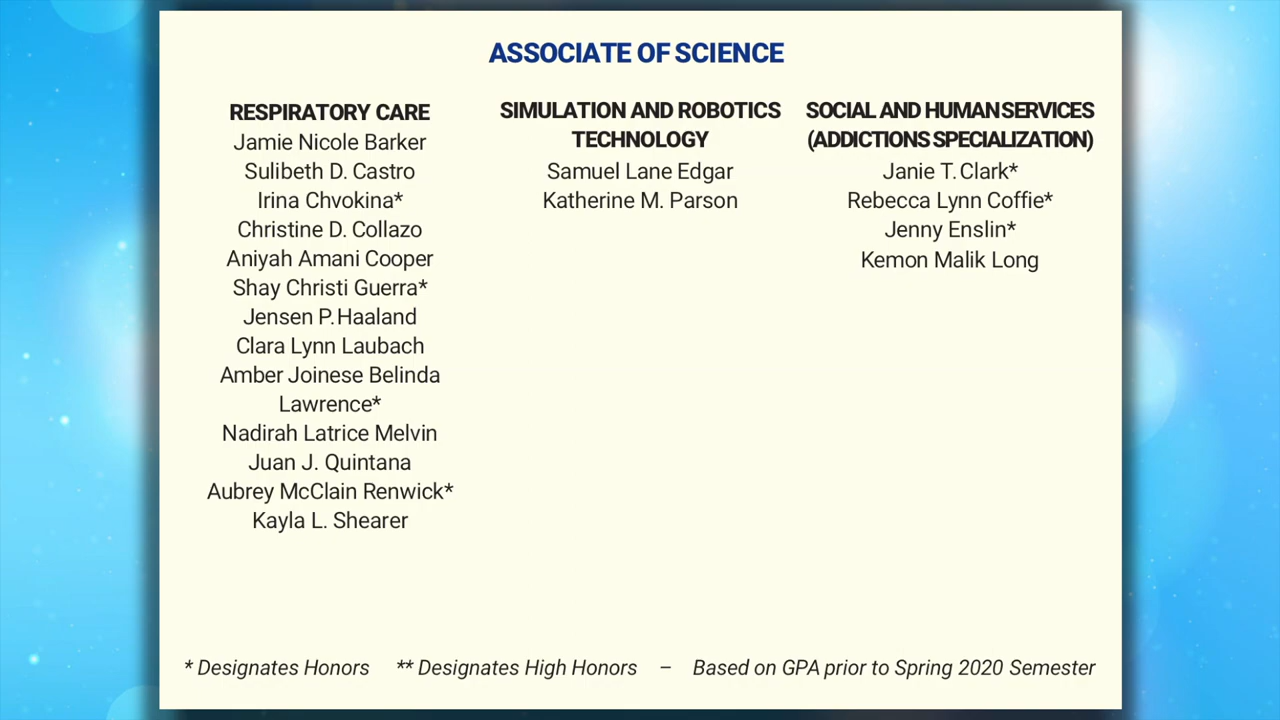 ASSOCIATE OF SCIENCE
RESPIRATORY CARE
Jamie Nicole Barker
Sulibeth D. Castro
Irina Chvokina*
Christine D. Collazo
Aniyah Amani Cooper
Shay Christi Guerra*
Jensen P. Haaland
Clara Lynn Laubach
Amber Joinese Belinda
Lawrence*
Nadirah Latrice Melvin
Juan J. Quintana
Aubrey McClain Renwick*
Kayla L. Shearer
SIMULATION AND ROBOTICS
TECHNOLOGY
Samuel Lane Edgar
Katherine M. Parson
SOCIAL AND HUMAN SERVICES
(ADDICTIONS SPECIALIZATION)
Janie T. Clark*
Rebecca Lynn Coffie*
Jenny Enslin*
Kemon Malik Long
* Designates Honors ** Designates High Honors – Based on GPA prior to Spring 2020 Semester